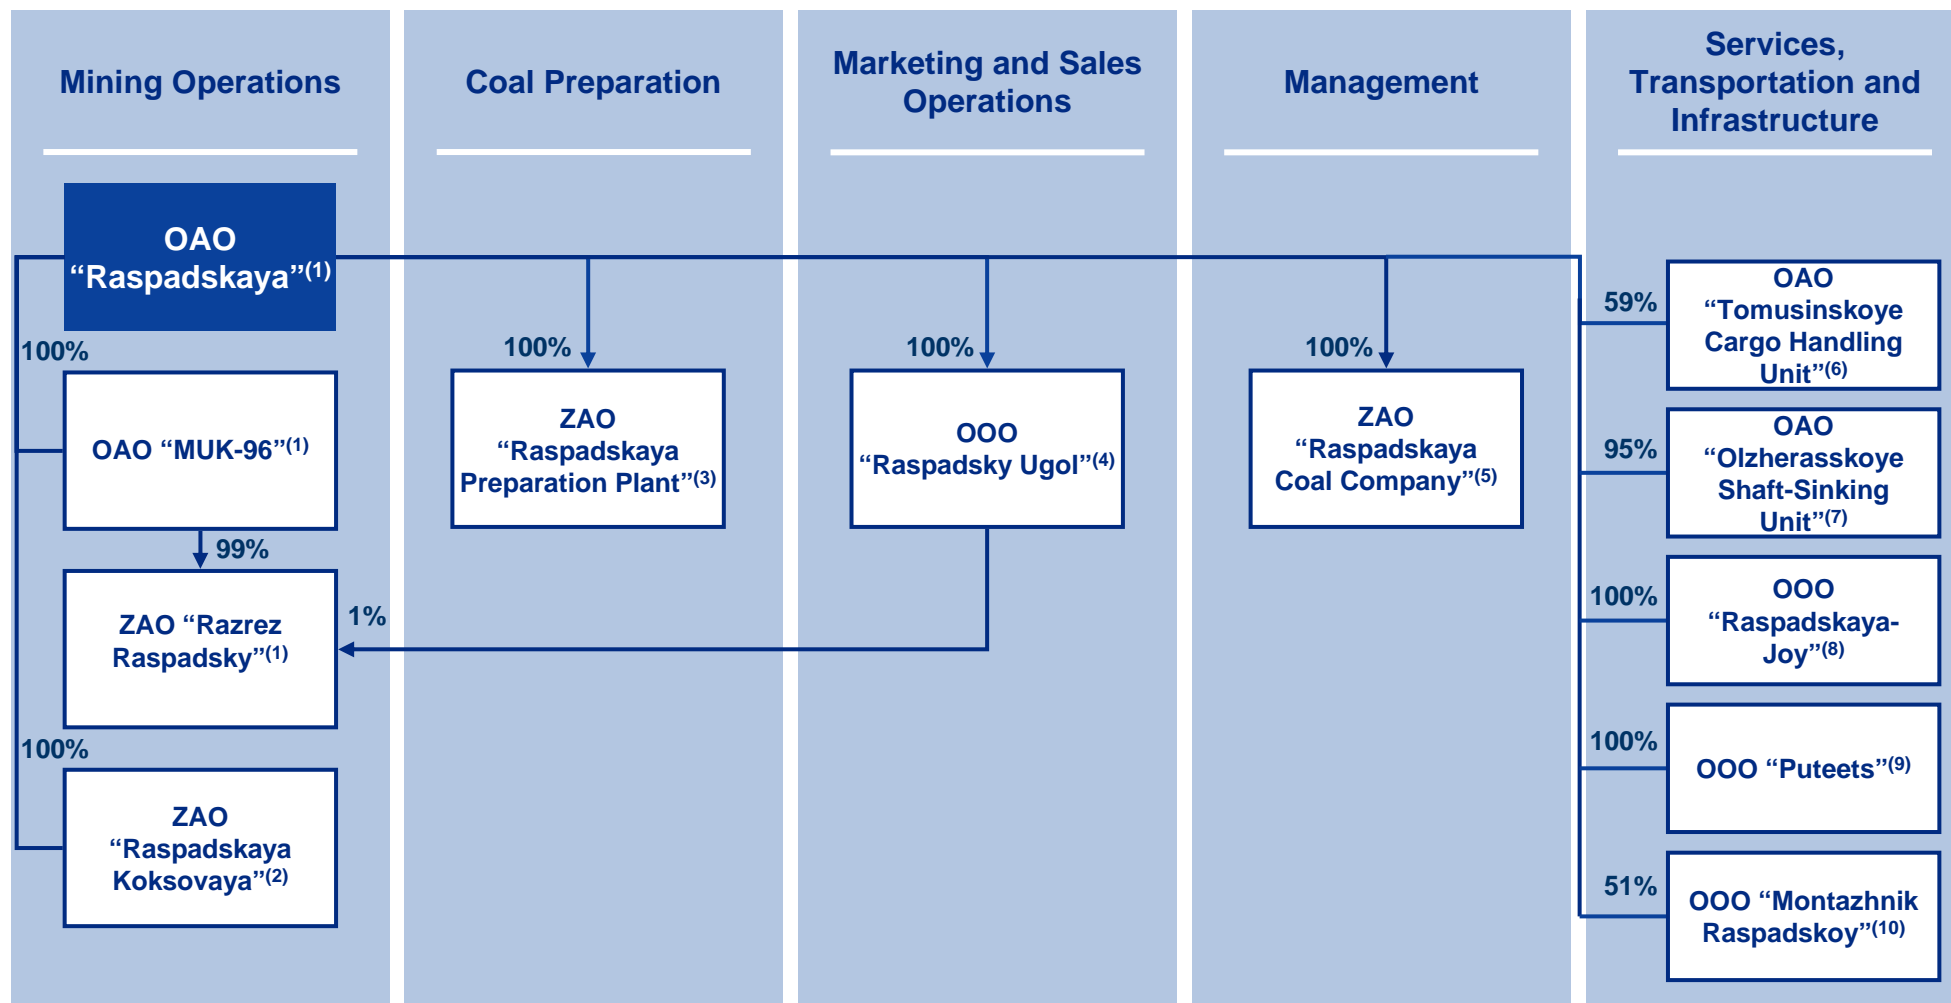 Mining Operations
Coal Preparation
Marketing and Sales
Operations
Management
Services,
Transportation and
Infrastructure
OAO
“Raspadskaya”(1)
100%
OAO “MUK-96”(1)
99%
ZAO “Razrez
Raspadsky”(1)
1%
100%
ZAO
“Raspadskaya
Koksovaya”(2)
100%
ZAO
“Raspadskaya
Preparation Plant”(3)
100%
OOO
“Raspadsky Ugol”(4)
100%
ZAO
“Raspadskaya
Coal Company”(5)
59%
OAO
“Tomusinskoye
Cargo Handling
Unit”(6)
95%
OAO
“Olzherasskoye
Shaft-Sinking
Unit”(7)
100%
OOO
“Raspadskaya-
Joy”(8)
100%
OOO “Puteets”(9)
51%
OOO “Montazhnik
Raspadskoy”(10)